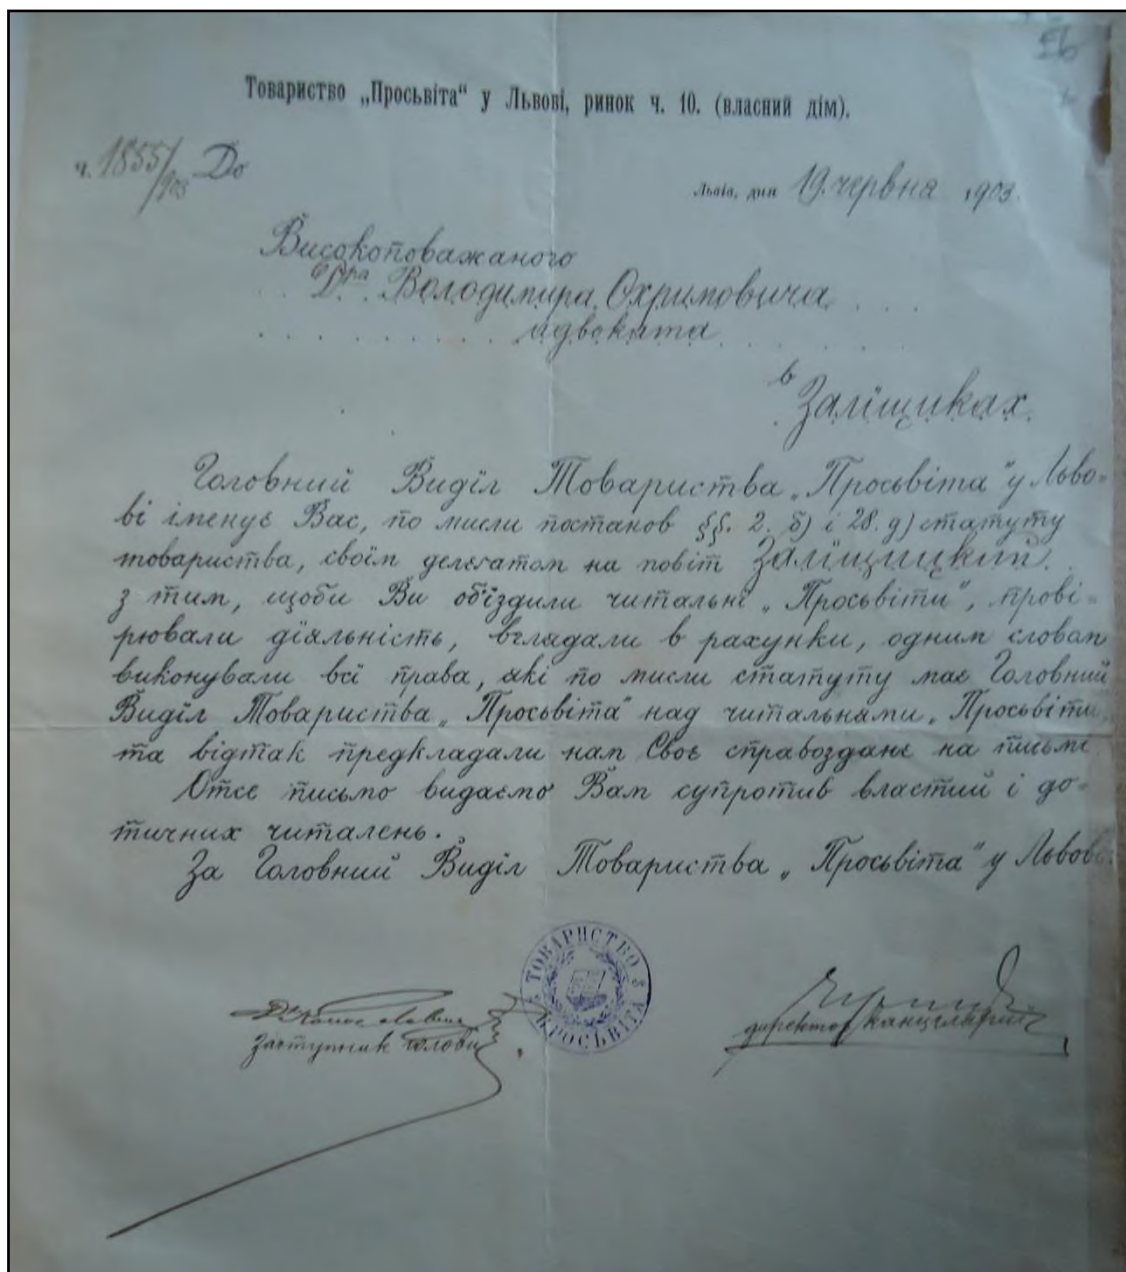 Товариство „Просьвіта“ у Львові, ринок ч. 10. (власний дім).
ч. 1855/903 До
Львів, дня 19. червня 1903.
Високоповажаного
Дра Володимира Охримовича
адвоката
в
Заліщиках.
Головний Виділ Товариства „Просьвіта“ у Льво-
ві іменує Вас, по мисли постанов §§. 2. б) і 28. д) статуту
товариства, своїм делєгатом на повіт Заліщицкий.
з тим, щоби Ви обїздили читальні „Просьвіти“, прові-
рювали діяльність, вглядали в рахунки, одним словом
виконували всі права, які по мисли статуту має Головний
Виділ Товариства „Просьвіта“ над читальнями „Просьвіти“,
та відтак предкладали нам Своє справозданє на письмі.
Отсе письмо видаємо Вам супротив властий і до-
тичних читалень.
За Головний Виділ Товариства „Просьвіта“ у Львові.
ТОВАРИСТВО ПРОСЬВІТА
заступник голови
директор канцелярії